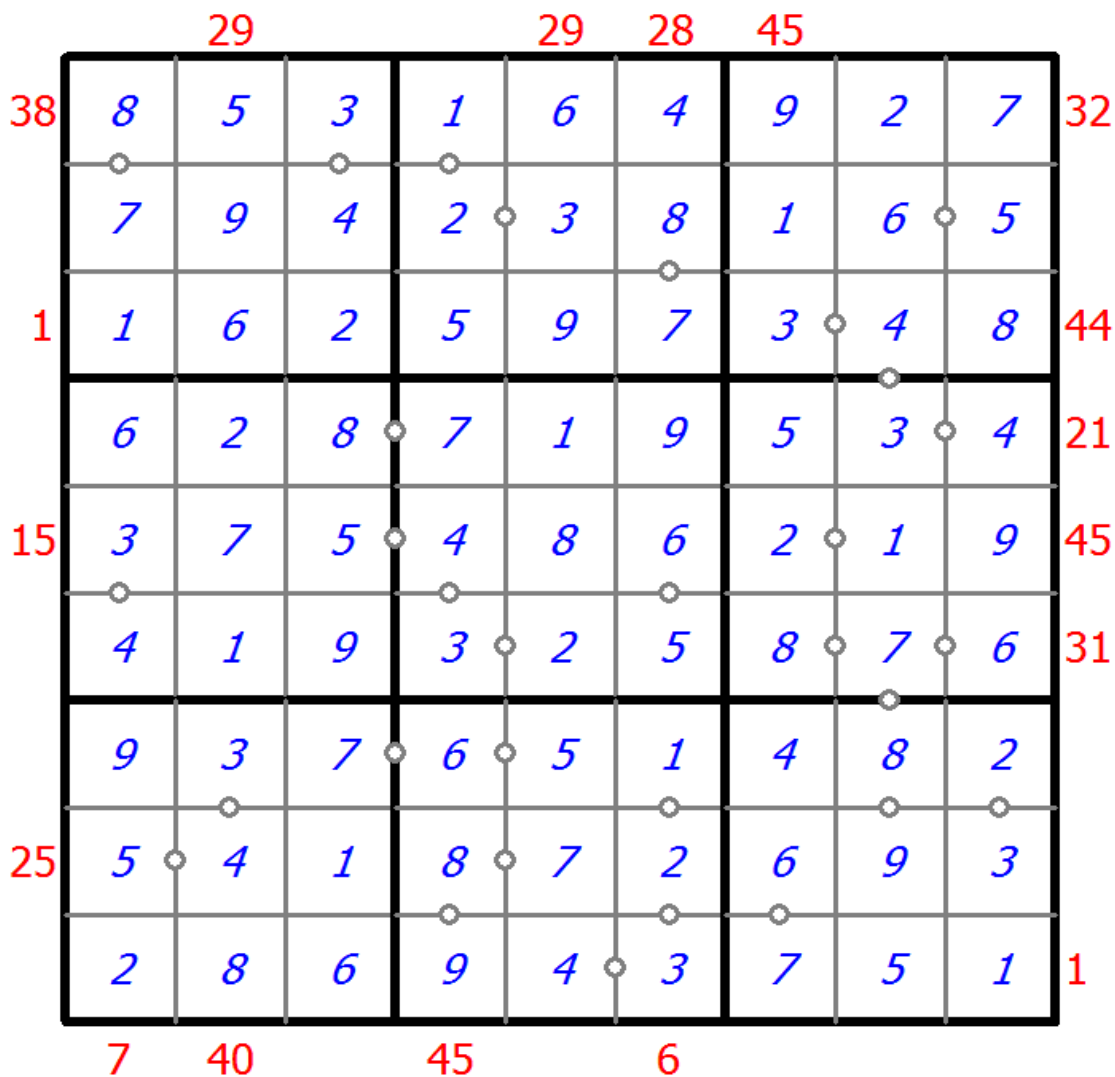 29 29 28 45
38 8 5 3 1 6 4 9 2 7 32
7 9 4 2 3 8 1 6 5
1 1 6 2 5 9 7 3 4 8 44
6 2 8 7 1 9 5 3 4 21
15 3 7 5 4 8 6 2 1 9 45
4 1 9 3 2 5 8 7 6 31
9 3 7 6 5 1 4 8 2
25 5 4 1 8 7 2 6 9 3
2 8 6 9 4 3 7 5 1 1
7 40 45 6